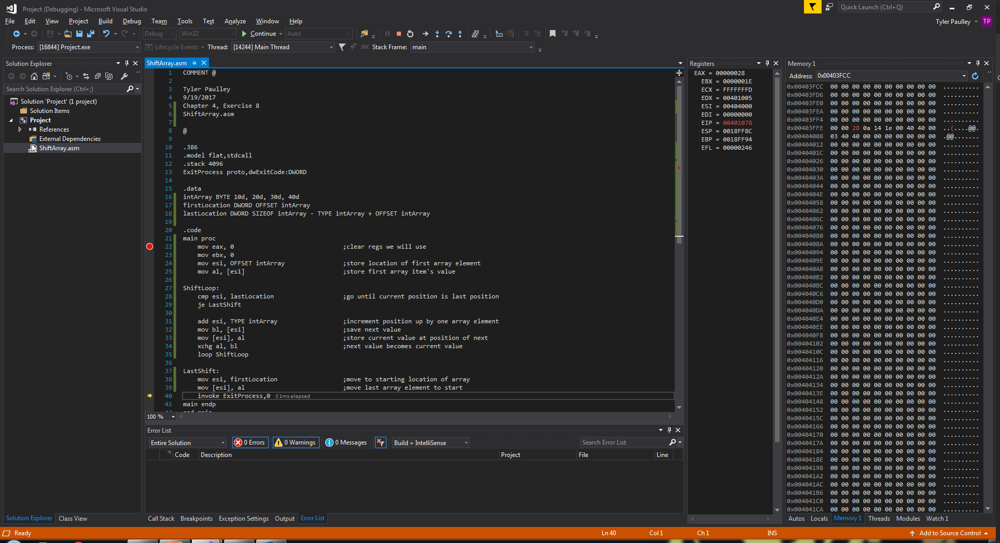 Project (Debugging) - Microsoft Visual Studio
Quick Launch (Ctrl+Q)
File Edit View Project Build Debug Team Tools Test Analyze Window Help
Tyler Paulley TP
Debug Win32 Continue Auto
Process: [16844] Project.exe Lifecycle Events Thread: [14244] Main Thread Stack Frame: main
Solution Explorer
Search Solution Explorer (Ctrl+;)
Solution 'Project' (1 project)
Solution Items
Project
References
External Dependencies
ShiftArray.asm
Solution Explorer Class View
ShiftArray.asm
1 COMMENT @
2
3 Tyler Paulley
4 9/19/2017
5 Chapter 4, Exercise 8
6 ShiftArray.asm
7
8 @
9
10 .386
11 .model flat,stdcall
12 .stack 4096
13 ExitProcess proto,dwExitCode:DWORD
14
15 .data
16 intArray BYTE 10d, 20d, 30d, 40d
17 firstLocation DWORD OFFSET intArray
18 lastLocation DWORD SIZEOF intArray - TYPE intArray + OFFSET intArray
19
20 .code
21 main proc
22 mov eax, 0 ;clear regs we will use
23 mov ebx, 0
24 mov esi, OFFSET intArray ;store location of first array element
25 mov al, [esi] ;store first array item's value
26
27 ShiftLoop:
28 cmp esi, lastLocation ;go until current position is last position
29 je LastShift
30
31 add esi, TYPE intArray ;increment position up by one array element
32 mov bl, [esi] ;save next value
33 mov [esi], al ;store current value at position of next
34 xchg al, bl ;next value becomes current value
35 loop ShiftLoop
36
37 LastShift:
38 mov esi, firstLocation ;move to starting location of array
39 mov [esi], al ;move last array element to start
40 invoke ExitProcess,0 ≤1ms elapsed
41 main endp
100 %
Error List
Entire Solution 0 Errors 0 Warnings 0 Messages Build + IntelliSense Search Error List
Code Description Project File Line
Call Stack Breakpoints Exception Settings Output Error List
Registers
EAX = 00000028
EBX = 0000001E
ECX = FFFFFFFD
EDX = 00401005
ESI = 00404000
EDI = 00000000
EIP = 00401078
ESP = 0018FF8C
EBP = 0018FF94
EFL = 00000246
Memory 1
Address: 0x00403FCC
0x00403FCC 00 00 00 00 00 00 00 00 00 00 ..........
0x00403FD6 00 00 00 00 00 00 00 00 00 00 ..........
0x00403FE0 00 00 00 00 00 00 00 00 00 00 ..........
0x00403FEA 00 00 00 00 00 00 00 00 00 00 ..........
0x00403FF4 00 00 00 00 00 00 00 00 00 00 ..........
0x00403FFE 00 00 28 0a 14 1e 00 40 40 00 ..(....@@.
0x00404008 03 40 40 00 00 00 00 00 00 00 .@@.......
0x00404012 00 00 00 00 00 00 00 00 00 00 ..........
0x0040401C 00 00 00 00 00 00 00 00 00 00 ..........
0x00404026 00 00 00 00 00 00 00 00 00 00 ..........
0x00404030 00 00 00 00 00 00 00 00 00 00 ..........
0x0040403A 00 00 00 00 00 00 00 00 00 00 ..........
0x00404044 00 00 00 00 00 00 00 00 00 00 ..........
0x0040404E 00 00 00 00 00 00 00 00 00 00 ..........
0x00404058 00 00 00 00 00 00 00 00 00 00 ..........
0x00404062 00 00 00 00 00 00 00 00 00 00 ..........
0x0040406C 00 00 00 00 00 00 00 00 00 00 ..........
0x00404076 00 00 00 00 00 00 00 00 00 00 ..........
0x00404080 00 00 00 00 00 00 00 00 00 00 ..........
0x0040408A 00 00 00 00 00 00 00 00 00 00 ..........
0x00404094 00 00 00 00 00 00 00 00 00 00 ..........
0x0040409E 00 00 00 00 00 00 00 00 00 00 ..........
0x004040A8 00 00 00 00 00 00 00 00 00 00 ..........
0x004040B2 00 00 00 00 00 00 00 00 00 00 ..........
0x004040BC 00 00 00 00 00 00 00 00 00 00 ..........
0x004040C6 00 00 00 00 00 00 00 00 00 00 ..........
0x004040D0 00 00 00 00 00 00 00 00 00 00 ..........
0x004040DA 00 00 00 00 00 00 00 00 00 00 ..........
0x004040E4 00 00 00 00 00 00 00 00 00 00 ..........
0x004040EE 00 00 00 00 00 00 00 00 00 00 ..........
0x004040F8 00 00 00 00 00 00 00 00 00 00 ..........
0x00404102 00 00 00 00 00 00 00 00 00 00 ..........
0x0040410C 00 00 00 00 00 00 00 00 00 00 ..........
0x00404116 00 00 00 00 00 00 00 00 00 00 ..........
0x00404120 00 00 00 00 00 00 00 00 00 00 ..........
0x0040412A 00 00 00 00 00 00 00 00 00 00 ..........
0x00404134 00 00 00 00 00 00 00 00 00 00 ..........
0x0040413E 00 00 00 00 00 00 00 00 00 00 ..........
0x00404148 00 00 00 00 00 00 00 00 00 00 ..........
0x00404152 00 00 00 00 00 00 00 00 00 00 ..........
0x0040415C 00 00 00 00 00 00 00 00 00 00 ..........
0x00404166 00 00 00 00 00 00 00 00 00 00 ..........
0x00404170 00 00 00 00 00 00 00 00 00 00 ..........
0x0040417A 00 00 00 00 00 00 00 00 00 00 ..........
0x00404184 00 00 00 00 00 00 00 00 00 00 ..........
0x0040418E 00 00 00 00 00 00 00 00 00 00 ..........
0x00404198 00 00 00 00 00 00 00 00 00 00 ..........
0x004041A2 00 00 00 00 00 00 00 00 00 00 ..........
0x004041AC 00 00 00 00 00 00 00 00 00 00 ..........
0x004041B6 00 00 00 00 00 00 00 00 00 00 ..........
0x004041C0 00 00 00 00 00 00 00 00 00 00 ..........
0x004041CA 00 00 00 00 00 00 00 00 00 00 ..........
Autos Locals Memory 1 Threads Modules Watch 1
Ready Ln 40 Col 1 Ch 1 INS Add to Source Control